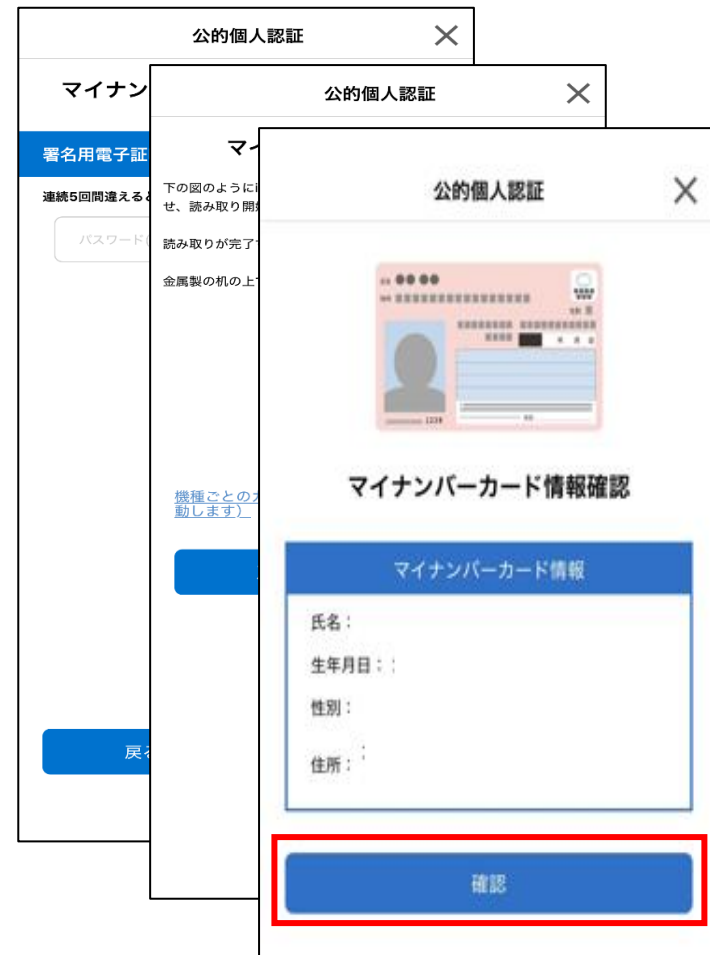 公的個人認証
マイナン
署名用電子証
連続5回間違えると
パスワード(
戻る
公的個人認証
マイ
下の図のように
せ、読み取り開始
読み取りが完了す
金属製の机の上
機種ごとの
動します）
公的個人認証
1234
マイナンバーカード情報確認
マイナンバーカード情報
氏名：
生年月日：
性別：
住所：
確認